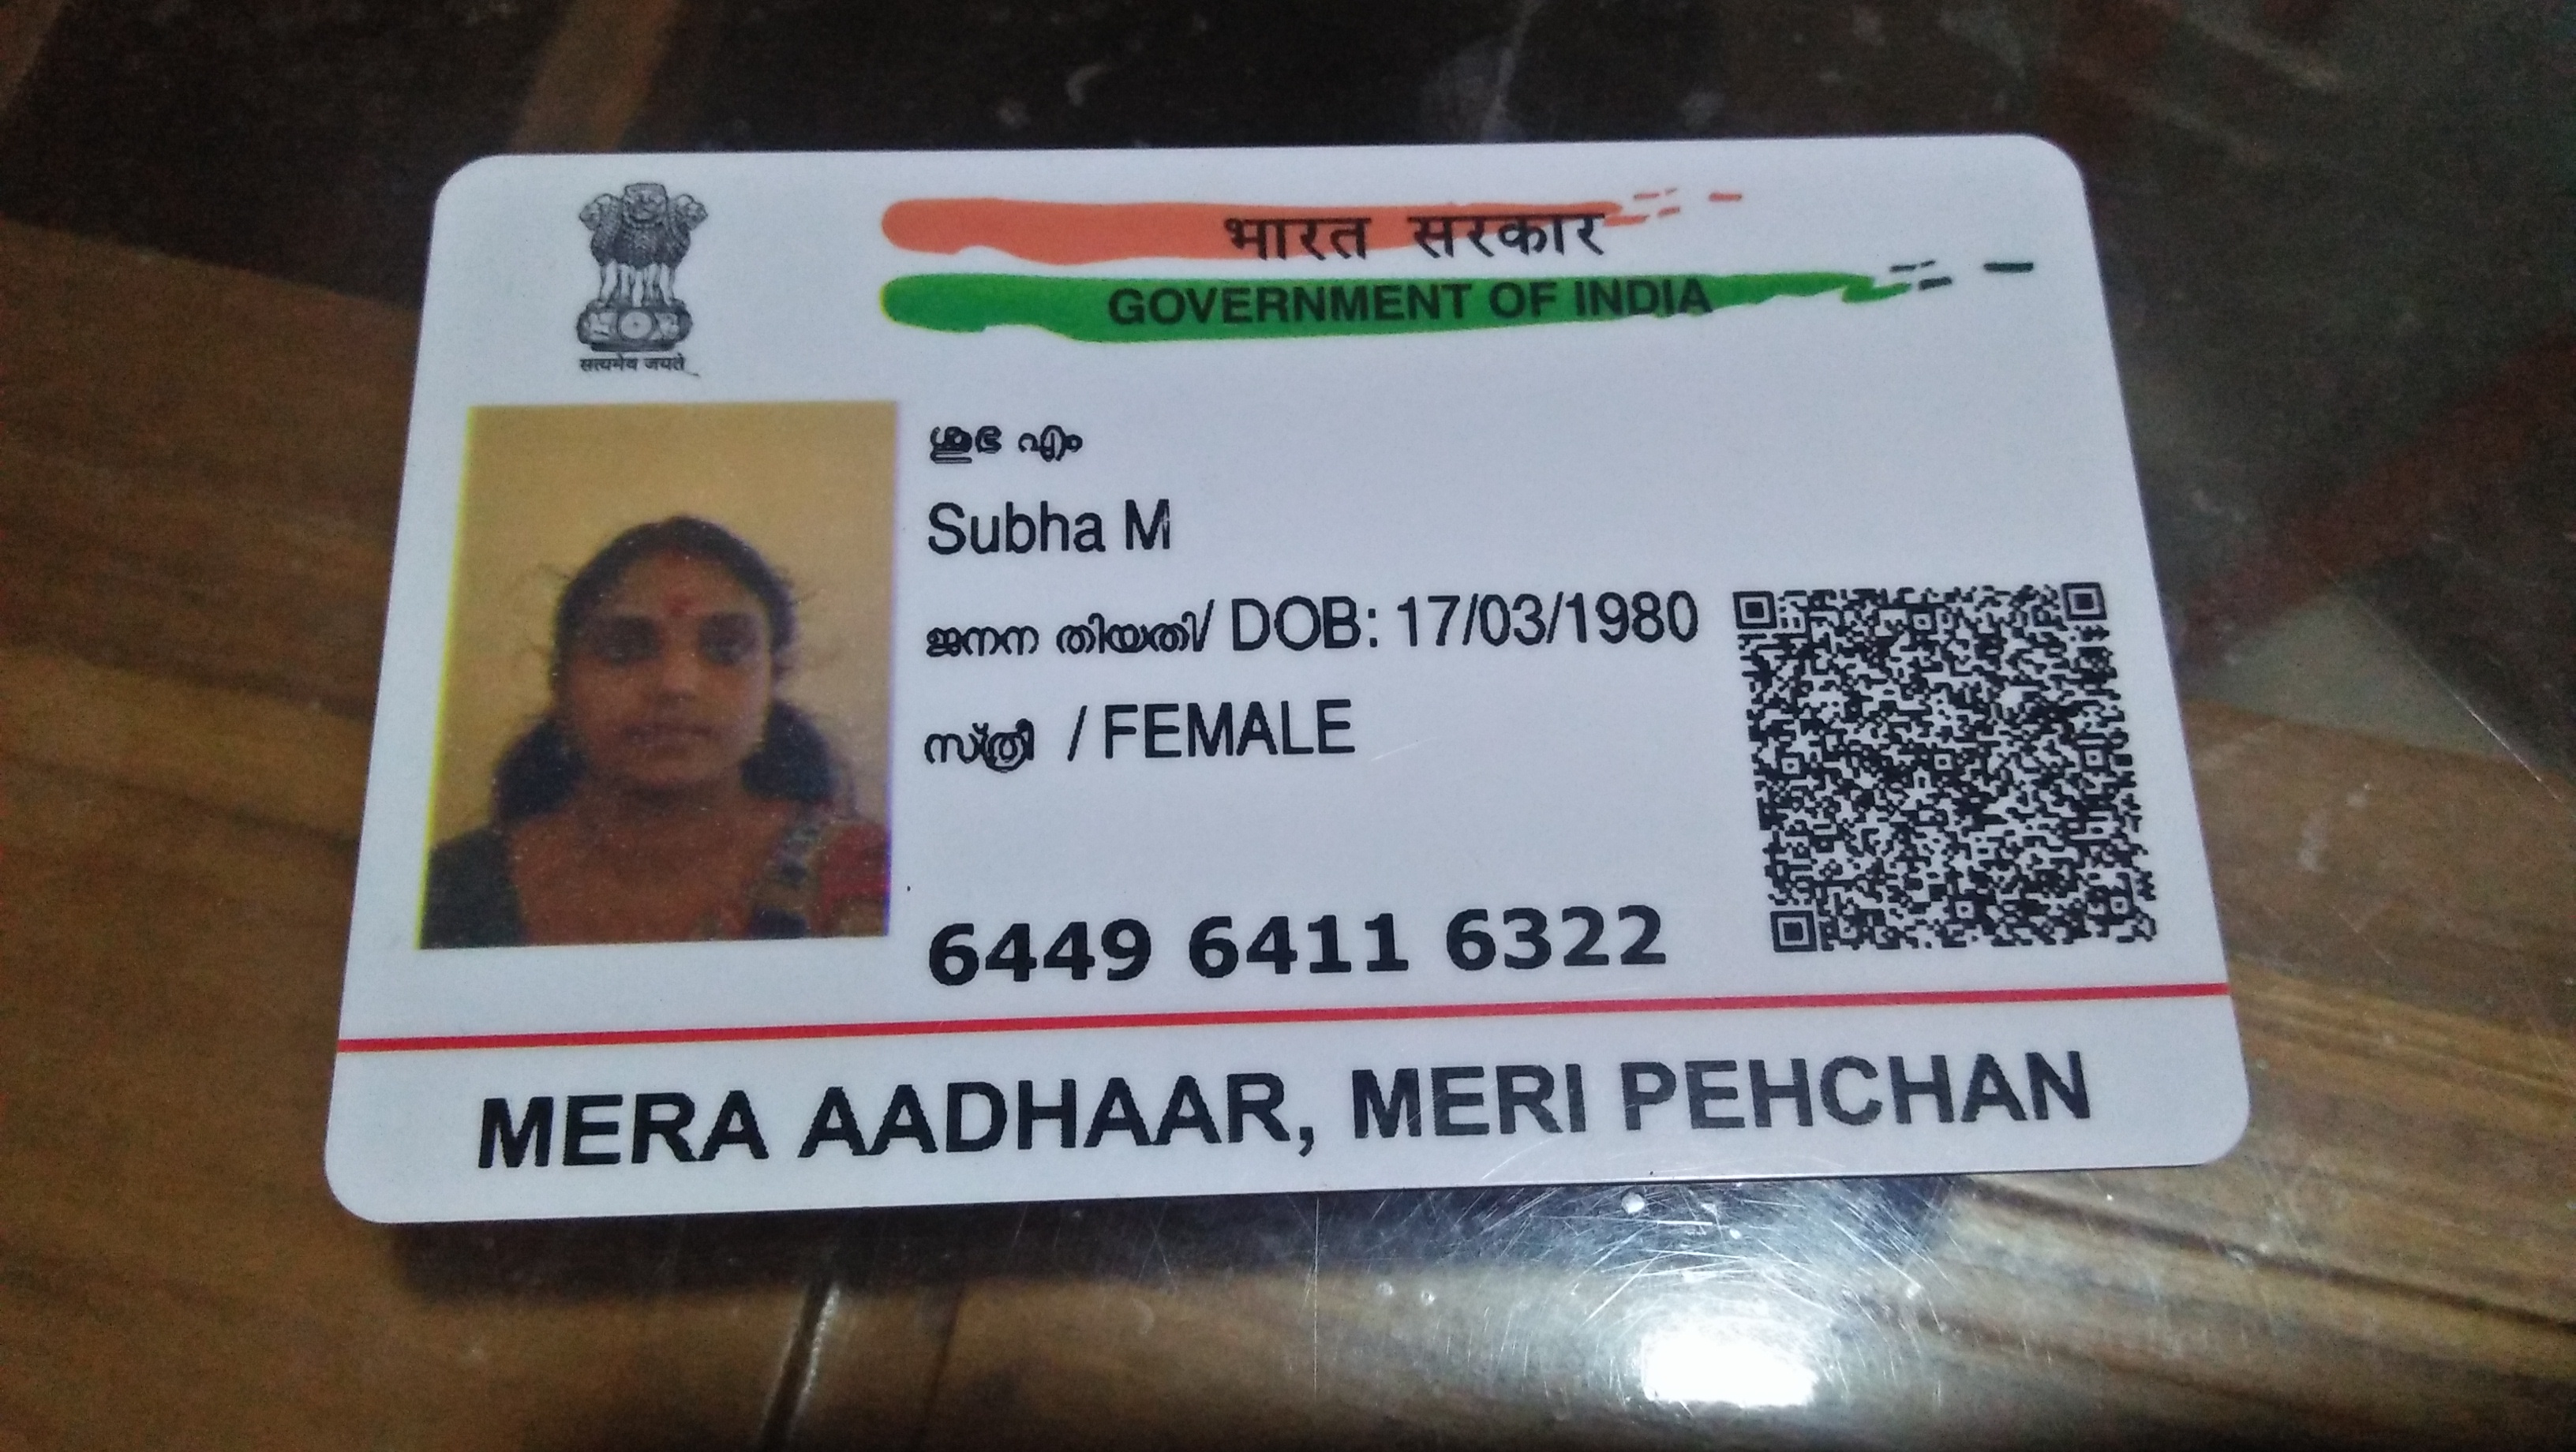 सत्यमेव जयते
भारत सरकार
GOVERNMENT OF INDIA
ശുഭ എം
Subha M
ജനന തിയതി/ DOB: 17/03/1980
സ്ത്രീ / FEMALE
6449 6411 6322
MERA AADHAAR, MERI PEHCHAN